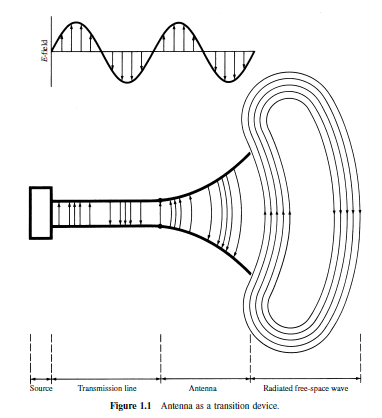 E-field
Source
Transmission line
Antenna
Radiated free-space wave
Figure 1.1 Antenna as a transition device.